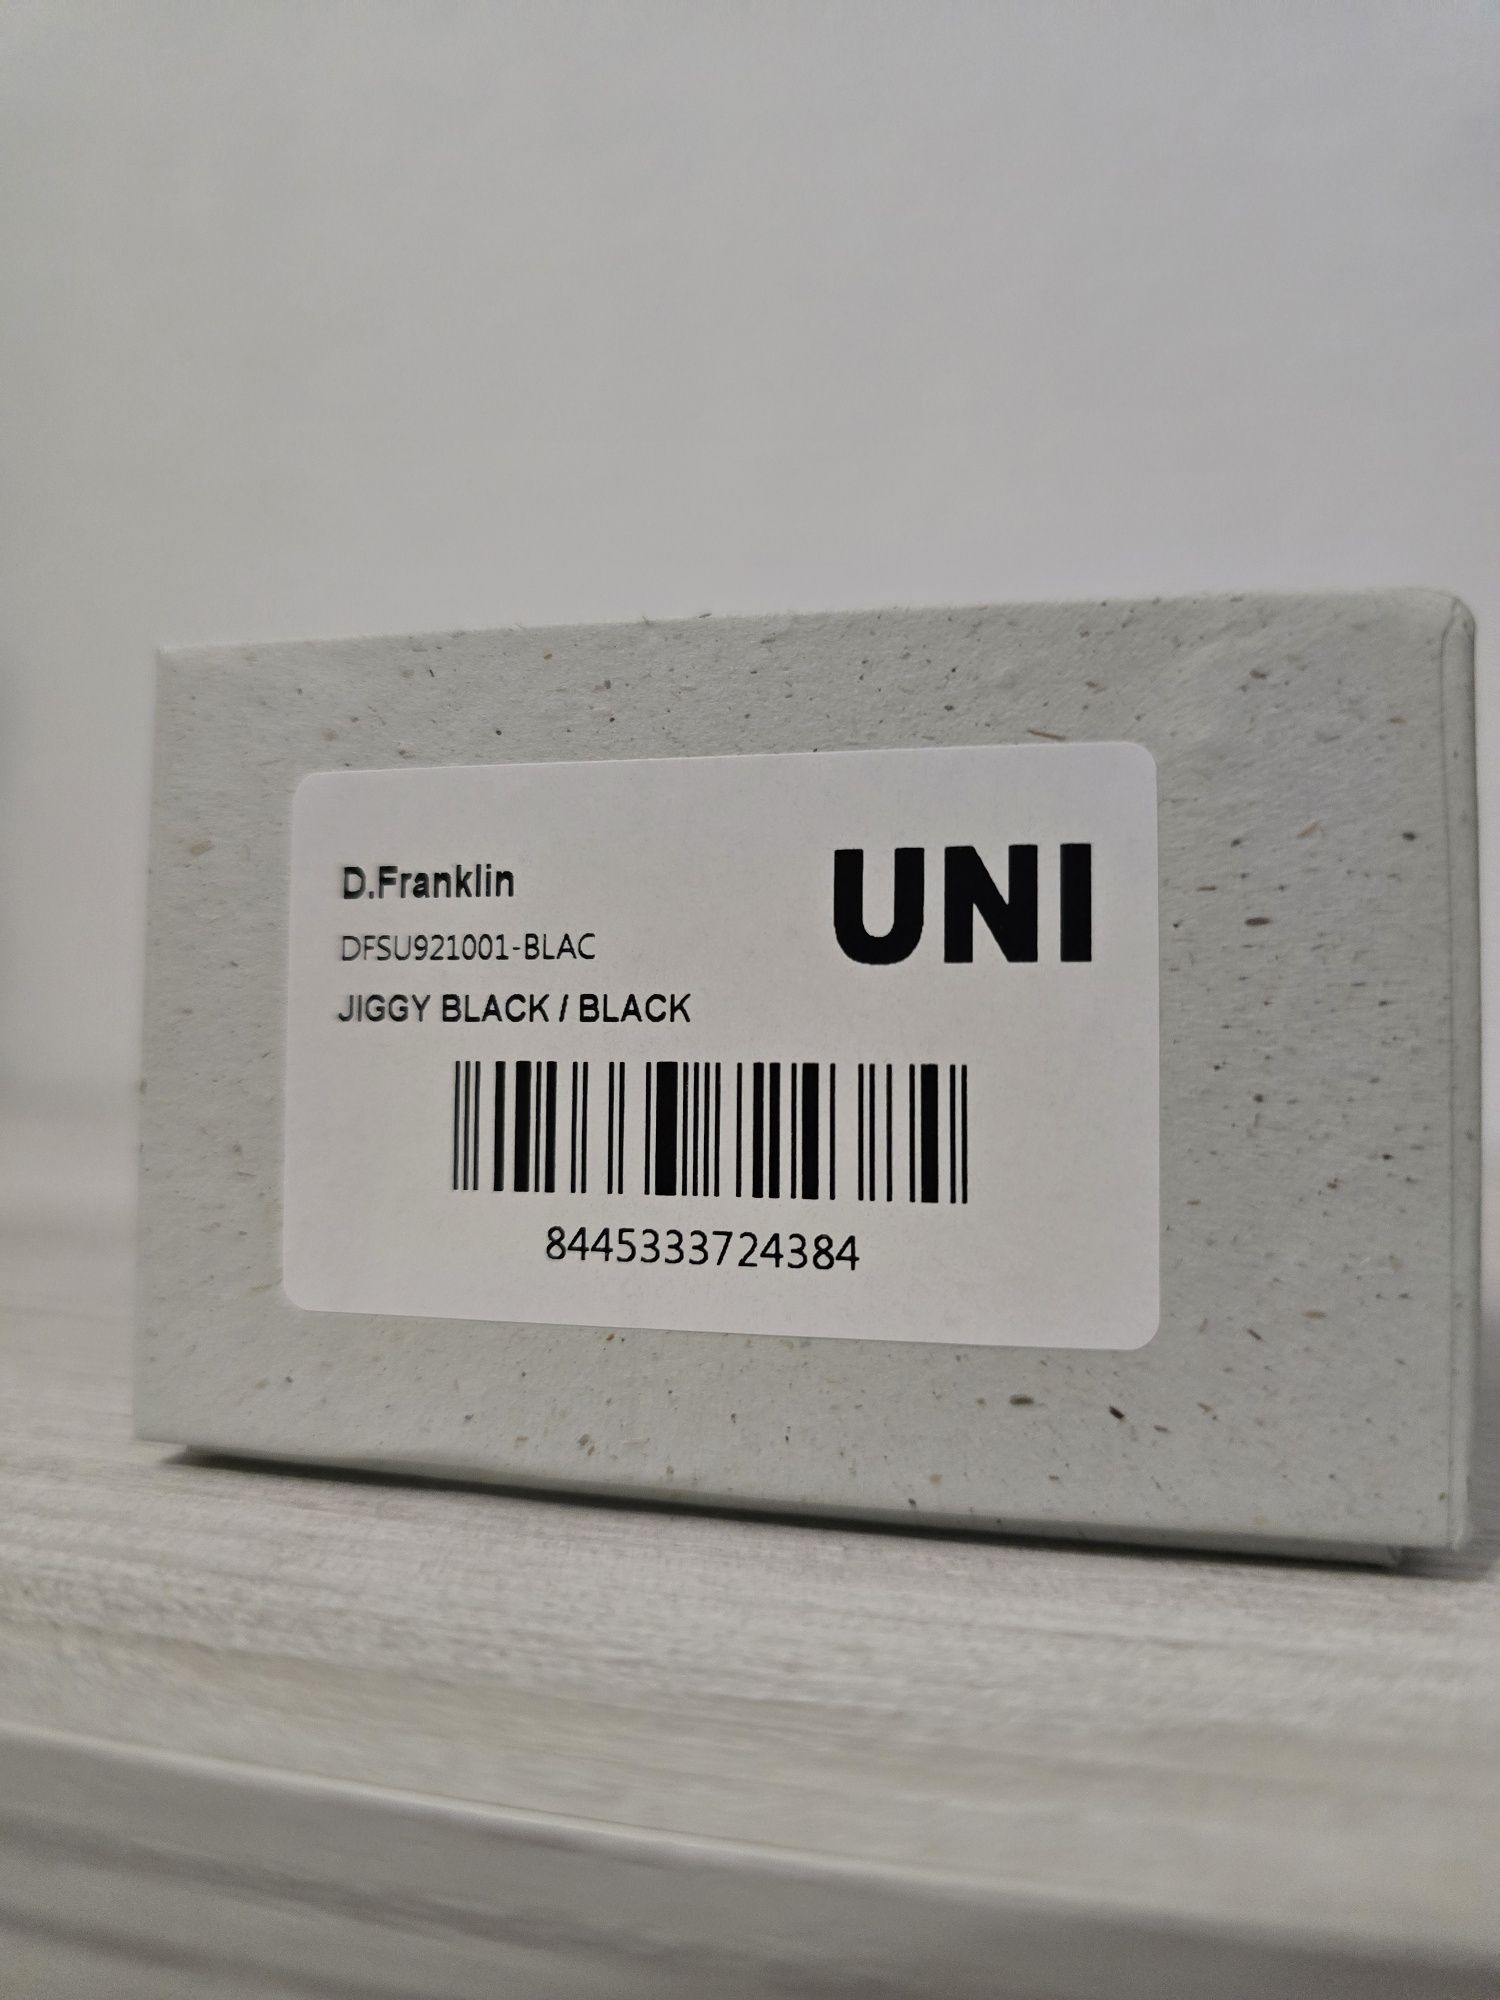 D.Franklin
UNI
DFSU921001-BLAC
JIGGY BLACK / BLACK
8445333724384